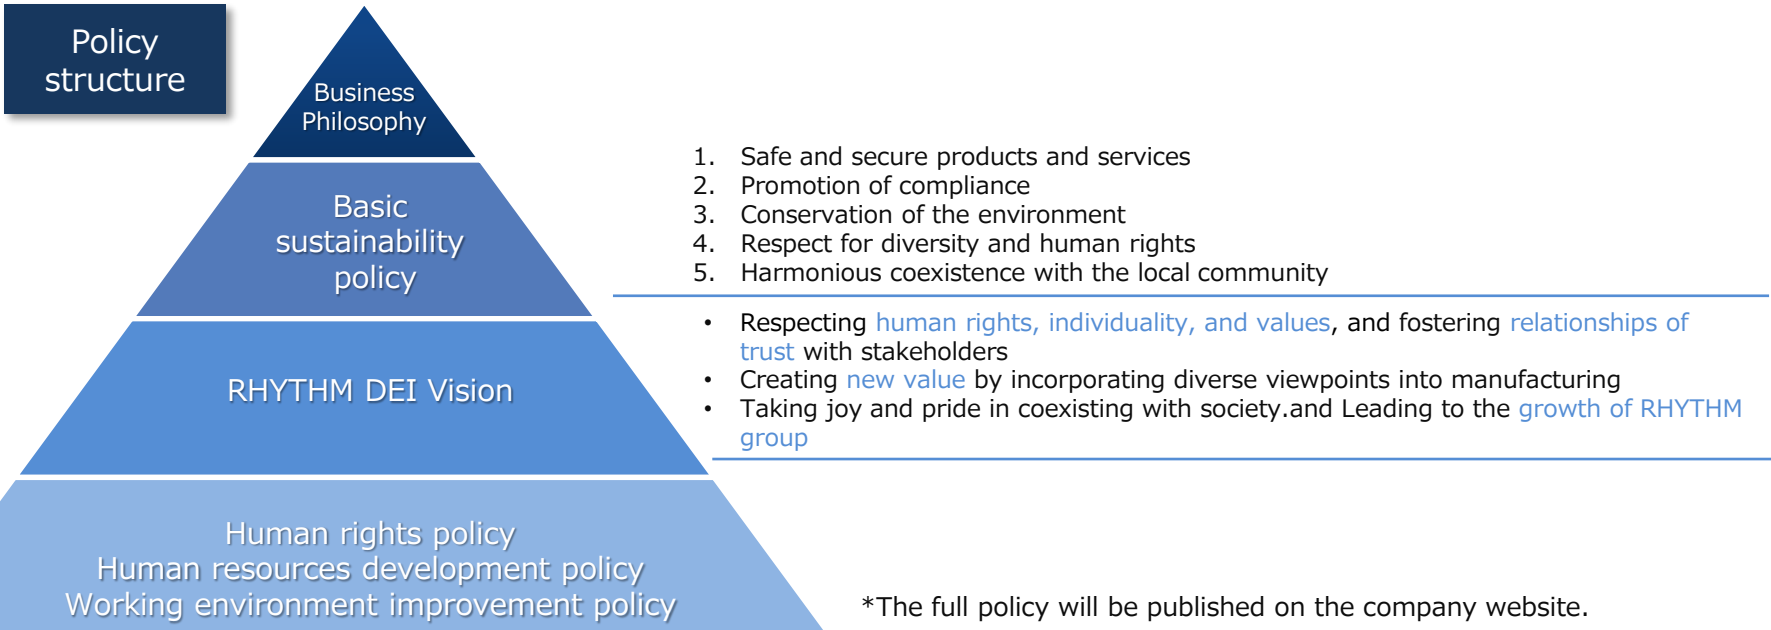 Policy
structure
Business
Philosophy
Basic
sustainability
policy
1. Safe and secure products and services
2. Promotion of compliance
3. Conservation of the environment
4. Respect for diversity and human rights
5. Harmonious coexistence with the local community
RHYTHM DEI Vision
• Respecting human rights, individuality, and values, and fostering relationships of
trust with stakeholders
• Creating new value by incorporating diverse viewpoints into manufacturing
• Taking joy and pride in coexisting with society.and Leading to the growth of RHYTHM
group
Human rights policy
Human resources development policy
Working environment improvement policy
*The full policy will be published on the company website.